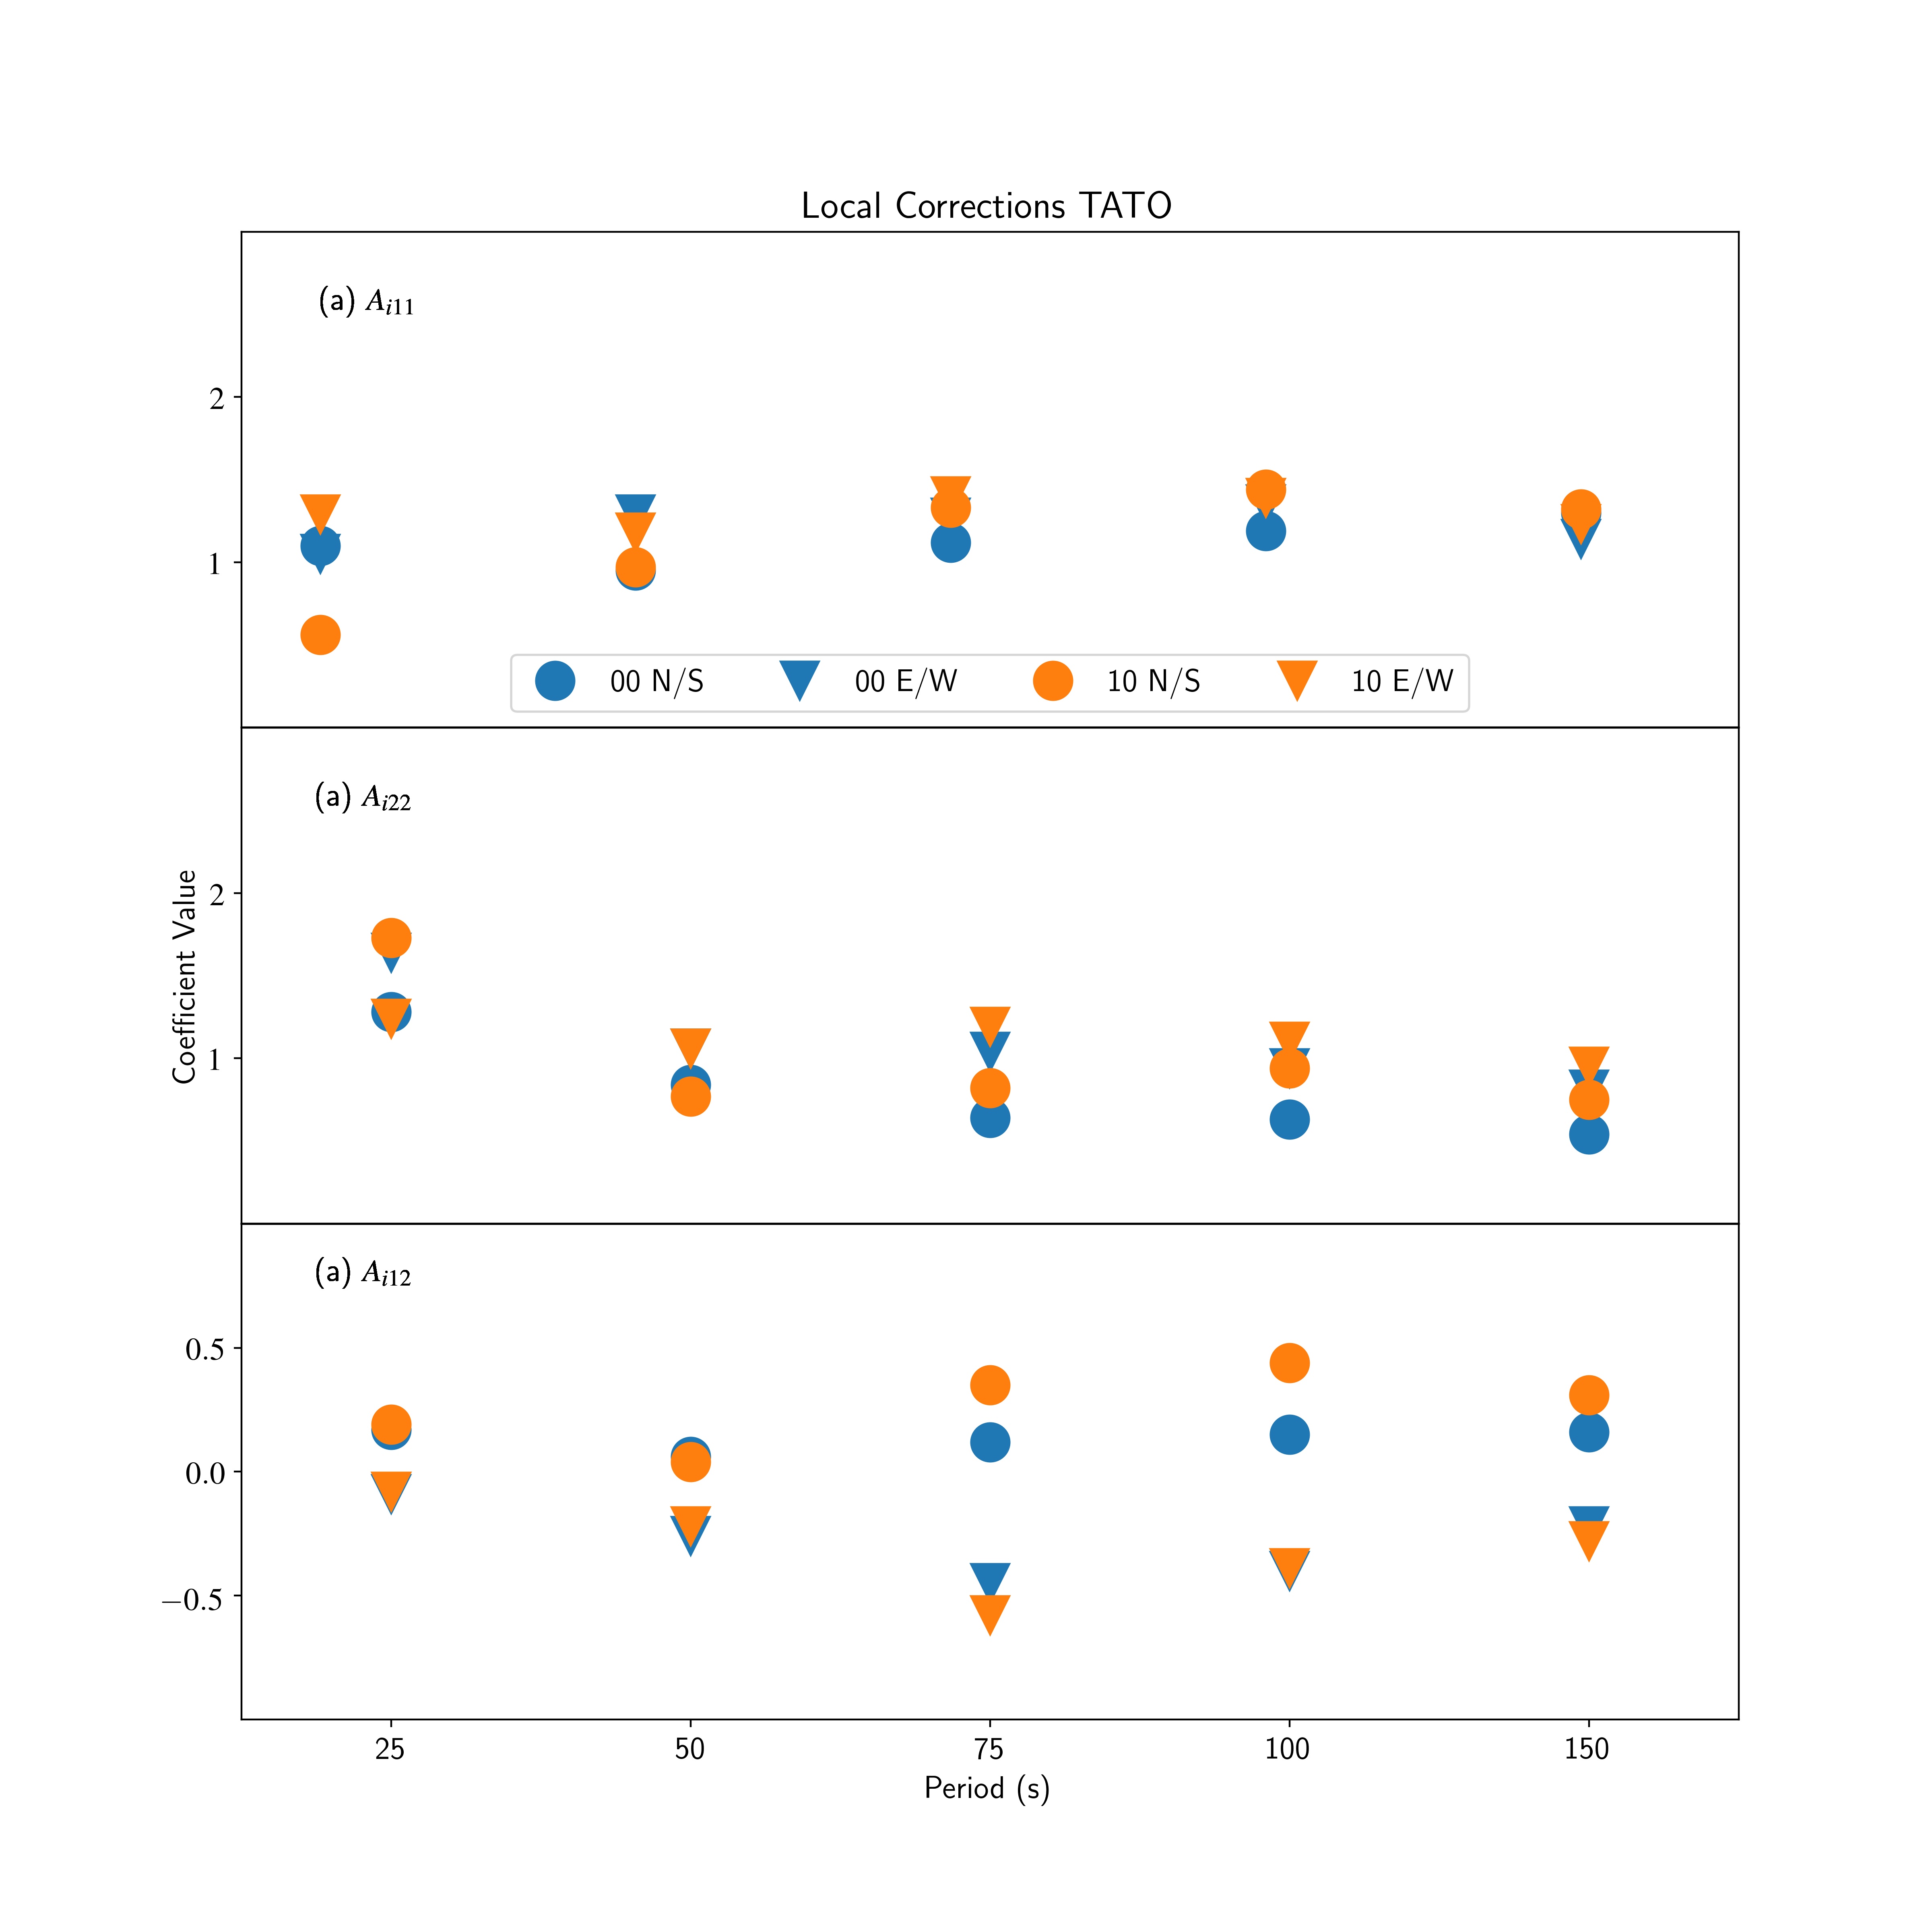 Local Corrections TATO
(a) A_{i11}
2
1
00 N/S 00 E/W 10 N/S 10 E/W
(a) A_{i22}
2
1
Coefficient Value
(a) A_{i12}
0.5
0.0
−0.5
25 50 75 100 150
Period (s)